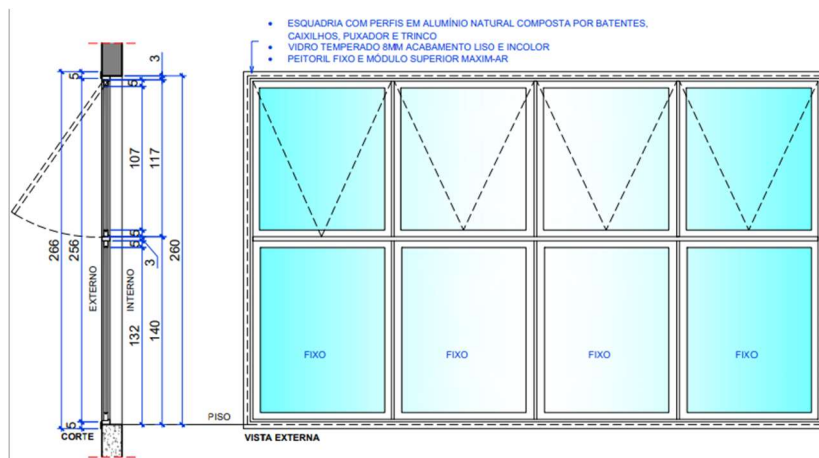 ESQUADRIA COM PERFIS EM ALUMÍNIO NATURAL COMPOSTA POR BATENTES,
CAIXILHOS, PUXADOR E TRINCO
VIDRO TEMPERADO 8MM ACABAMENTO LISO E INCOLOR
PEITORIL FIXO E MÓDULO SUPERIOR MAXIM-AR
3
5
5
107
117
266
256
EXTERNO
INTERNO
5
5
3
260
132
140
5
FIXO
FIXO
FIXO
FIXO
PISO
CORTE
VISTA EXTERNA